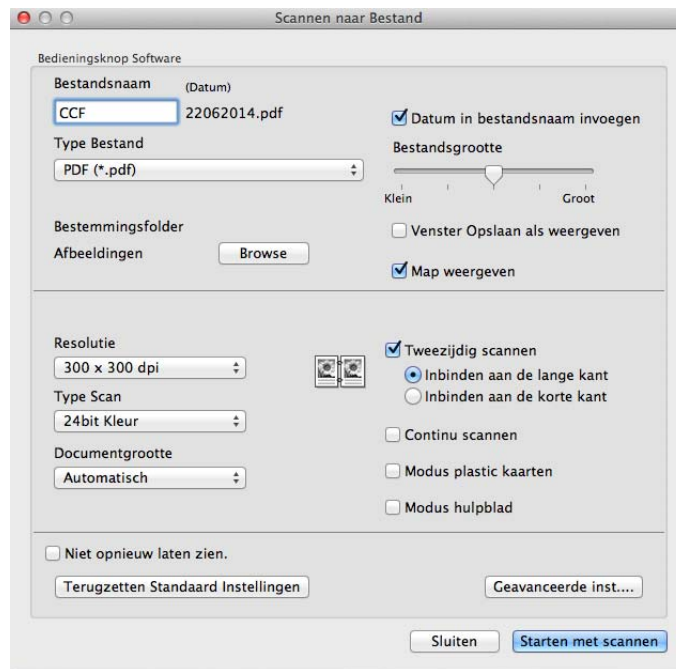 Scannen naar Bestand
Bedieningsknop Software
Bestandsnaam (Datum)
CCF 22062014.pdf
Datum in bestandsnaam invoegen
Type Bestand
PDF (*.pdf)
Bestandsgrootte
Klein Groot
Bestemmingsfolder
Afbeeldingen Browse
Venster Opslaan als weergeven
Map weergeven
Resolutie
300 x 300 dpi
Type Scan
24bit Kleur
Documentgrootte
Automatisch
Tweezijdig scannen
Inbinden aan de lange kant
Inbinden aan de korte kant
Continu scannen
Modus plastic kaarten
Modus hulpblad
Niet opnieuw laten zien.
Terugzetten Standaard Instellingen Geavanceerde inst....
Sluiten Starten met scannen